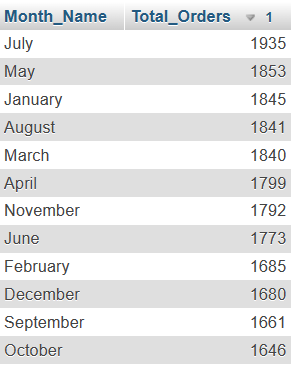 Month_Name Total_Orders 1
July 1935
May 1853
January 1845
August 1841
March 1840
April 1799
November 1792
June 1773
February 1685
December 1680
September 1661
October 1646